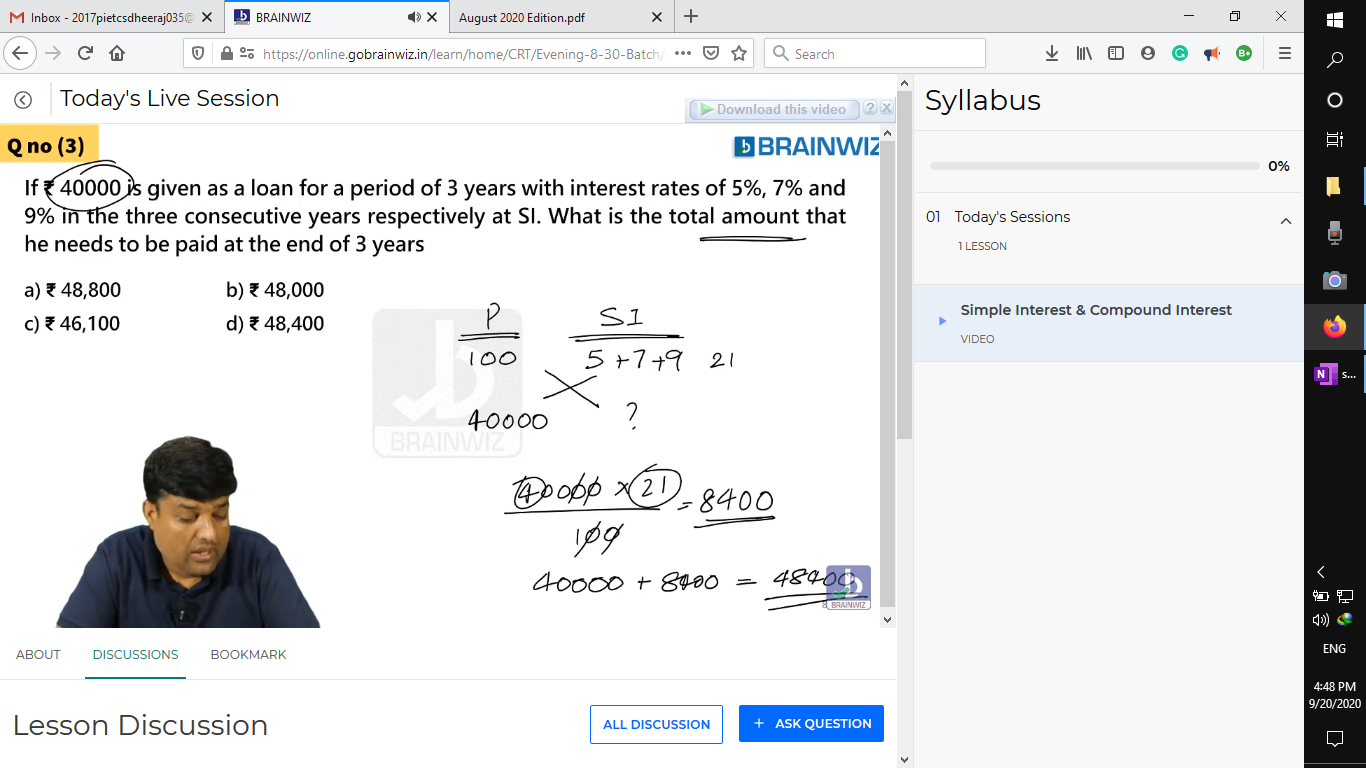 Inbox - 2017pietcsdheeraj035@
BRAINWIZ
August 2020 Edition.pdf
https://online.gobrainwiz.in/learn/home/CRT/Evening-8-30-Batch/
Search
Today's Live Session
Download this video
Q no (3)
BRAINWIZ
If ₹ 40000 is given as a loan for a period of 3 years with interest rates of 5%, 7% and
9% in the three consecutive years respectively at SI. What is the total amount that
he needs to be paid at the end of 3 years
a) ₹ 48,800 b) ₹ 48,000
c) ₹ 46,100 d) ₹ 48,400
P SI
100 5 +7 +9 21
40000 ?
BRAINWIZ
40000 × 21 = 8400
100
40000 + 8400 = 48400
BRAINWIZ
ABOUT DISCUSSIONS BOOKMARK
Lesson Discussion
ALL DISCUSSION
+ ASK QUESTION
Syllabus
0%
01 Today's Sessions
1 LESSON
Simple Interest & Compound Interest
VIDEO
s...
ENG
4:48 PM
9/20/2020